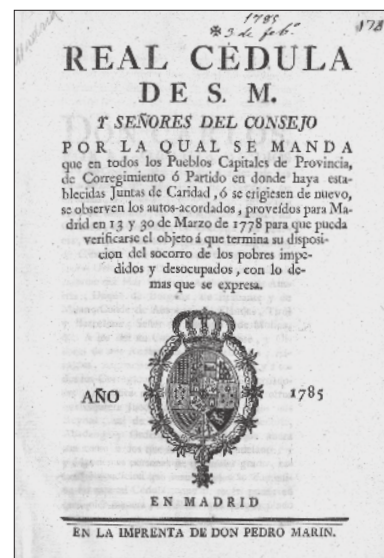 1785
3 de feb.º
178
REAL CÉDULA
DE S. M.
Y SEÑORES DEL CONSEJO
POR LA QUAL SE MANDA
que en todos los Pueblos Capitales de Provincia,
de Corregimiento ó Partido en donde haya esta-
blecidas Juntas de Caridad, ó se erigiesen de nuevo,
se observen los autos-acordados, proveídos para Ma-
drid en 13 y 30 de Marzo de 1778 para que pueda
verificarse el objeto á que termina su disposi-
cion del socorro de los pobres impe-
didos y desocupados, con lo de-
mas que se expresa.
AÑO 1785
EN MADRID
EN LA IMPRENTA DE DON PEDRO MARIN.